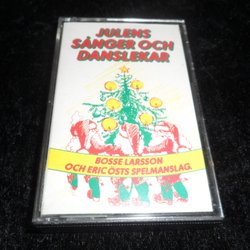 JULENS
SÅNGER OCH
DANSLEKAR
BOSSE LARSSON
OCH ERIC ÖSTS SPELMANSLAG.